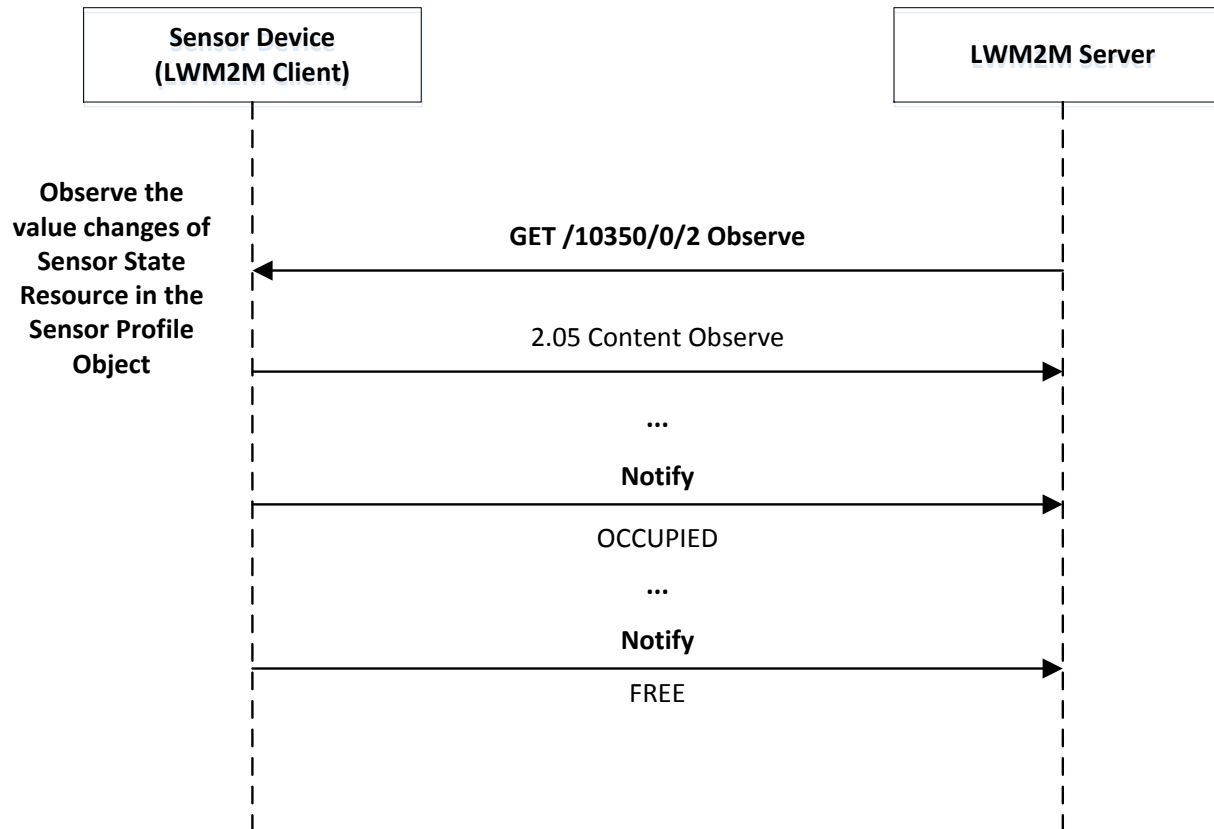 Sensor Device
(LWM2M Client)
LWM2M Server
Observe the
value changes of
Sensor State
Resource in the
Sensor Profile
Object
GET /10350/0/2 Observe
2.05 Content Observe
...
Notify
OCCUPIED
...
Notify
FREE